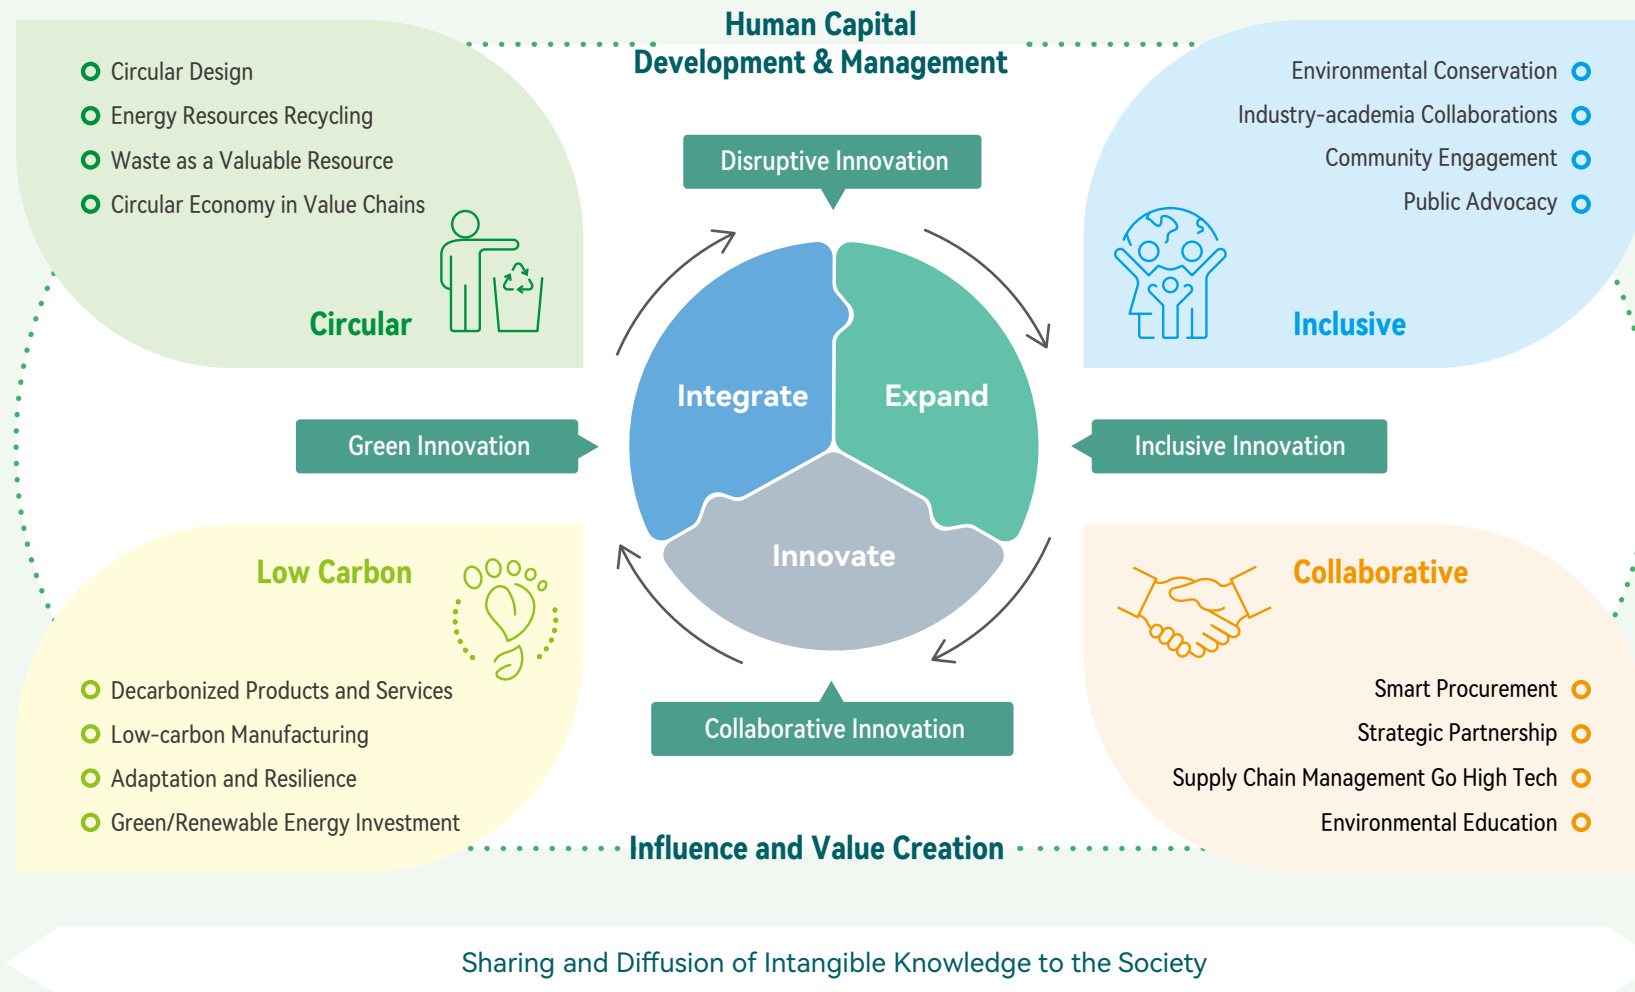 Human Capital
Development & Management
Circular Design
Energy Resources Recycling
Waste as a Valuable Resource
Circular Economy in Value Chains
Circular
Disruptive Innovation
Environmental Conservation
Industry-academia Collaborations
Community Engagement
Public Advocacy
Inclusive
Integrate
Expand
Innovate
Green Innovation
Inclusive Innovation
Collaborative Innovation
Low Carbon
Decarbonized Products and Services
Low-carbon Manufacturing
Adaptation and Resilience
Green/Renewable Energy Investment
Collaborative
Smart Procurement
Strategic Partnership
Supply Chain Management Go High Tech
Environmental Education
Influence and Value Creation
Sharing and Diffusion of Intangible Knowledge to the Society